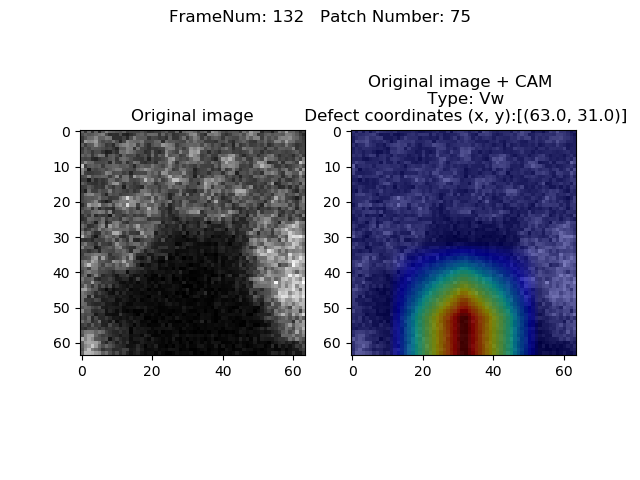 FrameNum: 132   Patch Number: 75
Original image
0
10
20
30
40
50
60
0 20 40 60
Original image + CAM
Type: Vw
Defect coordinates (x, y):[(63.0, 31.0)]
0
10
20
30
40
50
60
0 20 40 60